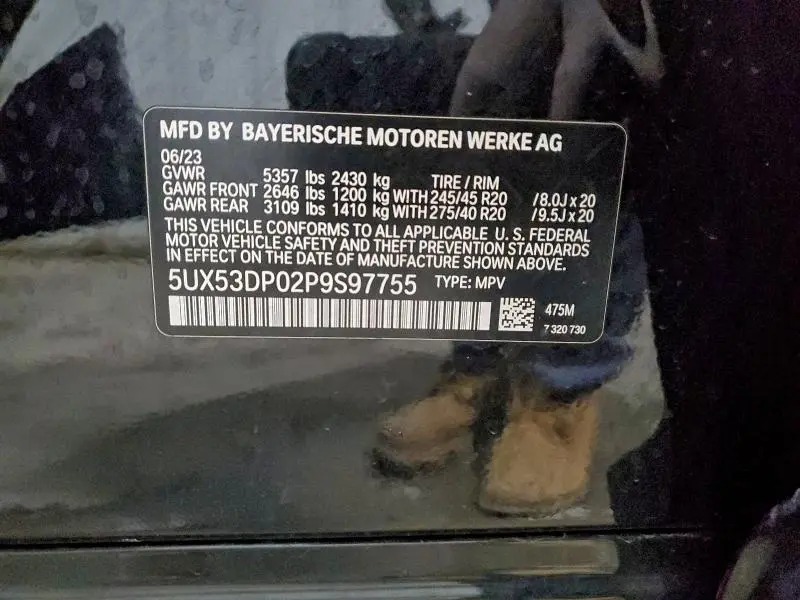 MFD BY BAYERISCHE MOTOREN WERKE AG
06/23
GVWR 5357 lbs 2430 kg TIRE / RIM
GAWR FRONT 2646 lbs 1200 kg WITH 245/45 R20 /8.0J x 20
GAWR REAR 3109 lbs 1410 kg WITH 275/40 R20 /9.5J x 20
THIS VEHICLE CONFORMS TO ALL APPLICABLE U.S. FEDERAL
MOTOR VEHICLE SAFETY AND THEFT PREVENTION STANDARDS
IN EFFECT ON THE DATE OF MANUFACTURE SHOWN ABOVE.
5UX53DP02P9S97755 TYPE: MPV
475M
7 320 730